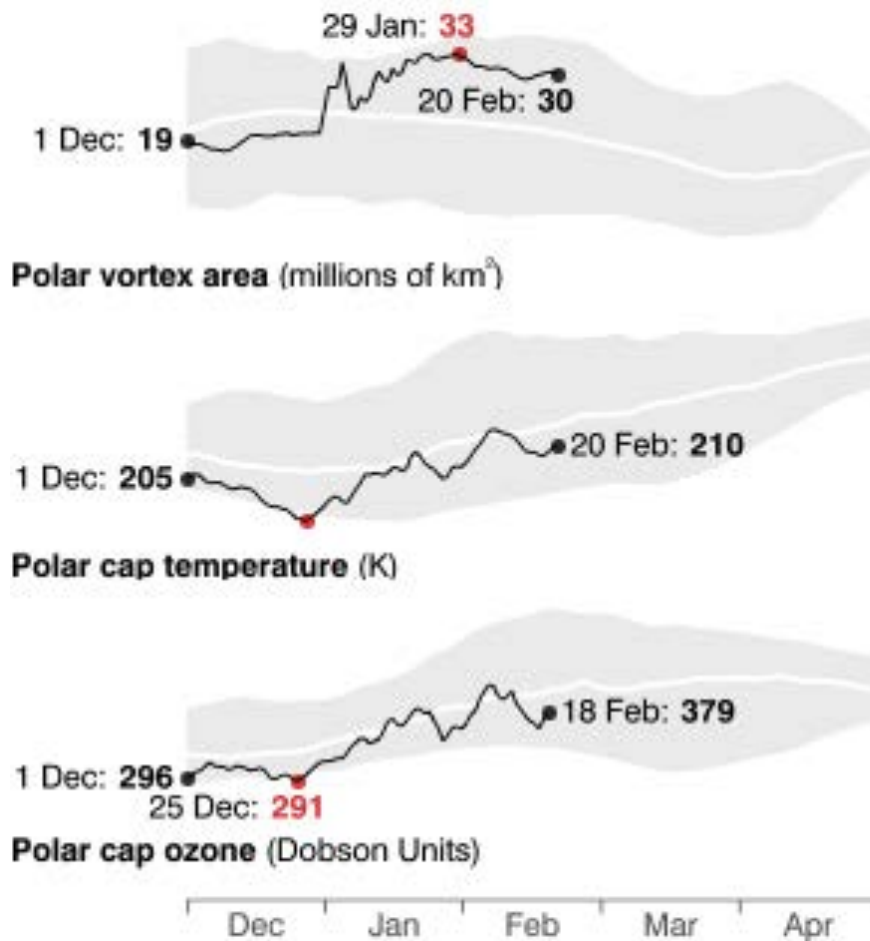 29 Jan: 33
20 Feb: 30
1 Dec: 19
Polar vortex area (millions of km²)
20 Feb: 210
1 Dec: 205
Polar cap temperature (K)
18 Feb: 379
1 Dec: 296
25 Dec: 291
Polar cap ozone (Dobson Units)
Dec Jan Feb Mar Apr